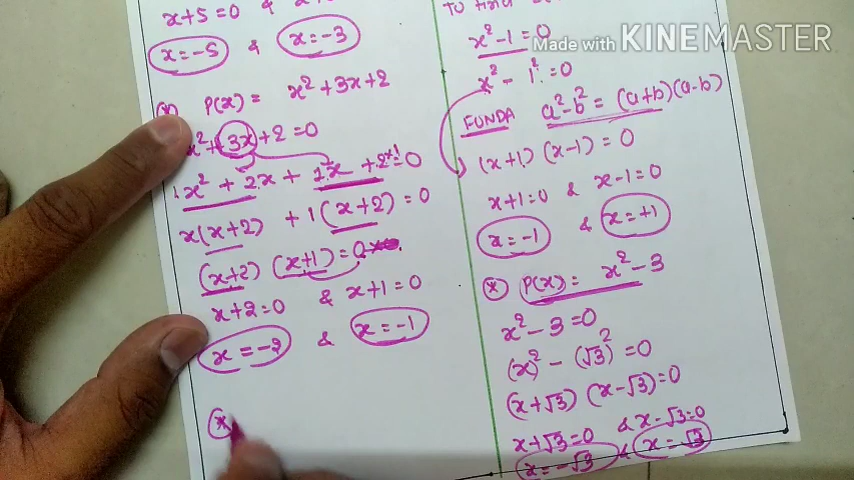 x+5=0 &
x=-5 & x=-3
P(x) = x²+3x+2
x²+3x+2=0
x²+2x+1x+2=0
x(x+2) +1(x+2)=0
(x+2)(x+1)=0
x+2=0 & x+1=0
x=-2 & x=-1
*
To find
x²-1=0
Made with KINEMASTER
x²-1²=0
FUNDA a²-b²=(a+b)(a-b)
(x+1)(x-1)=0
x+1=0 & x-1=0
x=-1 & x=+1
* P(x)= x²-3
x²-3=0
(x)²-(√3)²=0
(x+√3)(x-√3)=0
x+√3=0 & x-√3=0
x=-√3 & x=√3